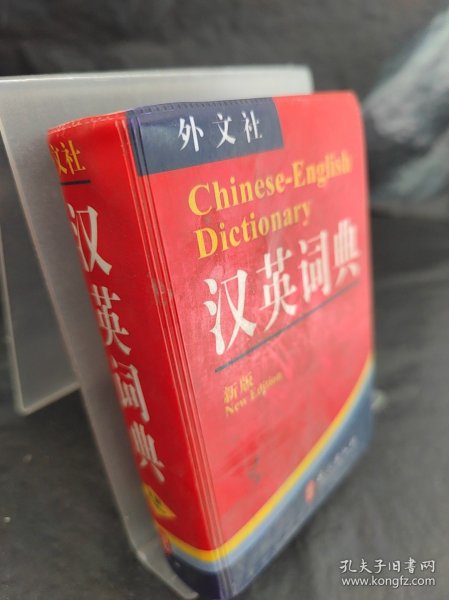 文社
汉英词典
外文社
Chinese-English
Dictionary
汉英词典
新版
New Edition
孔夫子旧书网
www.kongfz.com